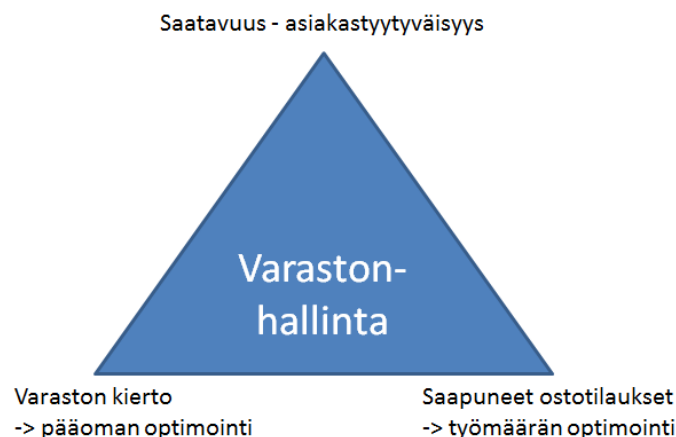 Saatavuus - asiakastyytyväisyys
Varaston-
hallinta
Varaston kierto
-> pääoman optimointi
Saapuneet ostotilaukset
-> työmäärän optimointi